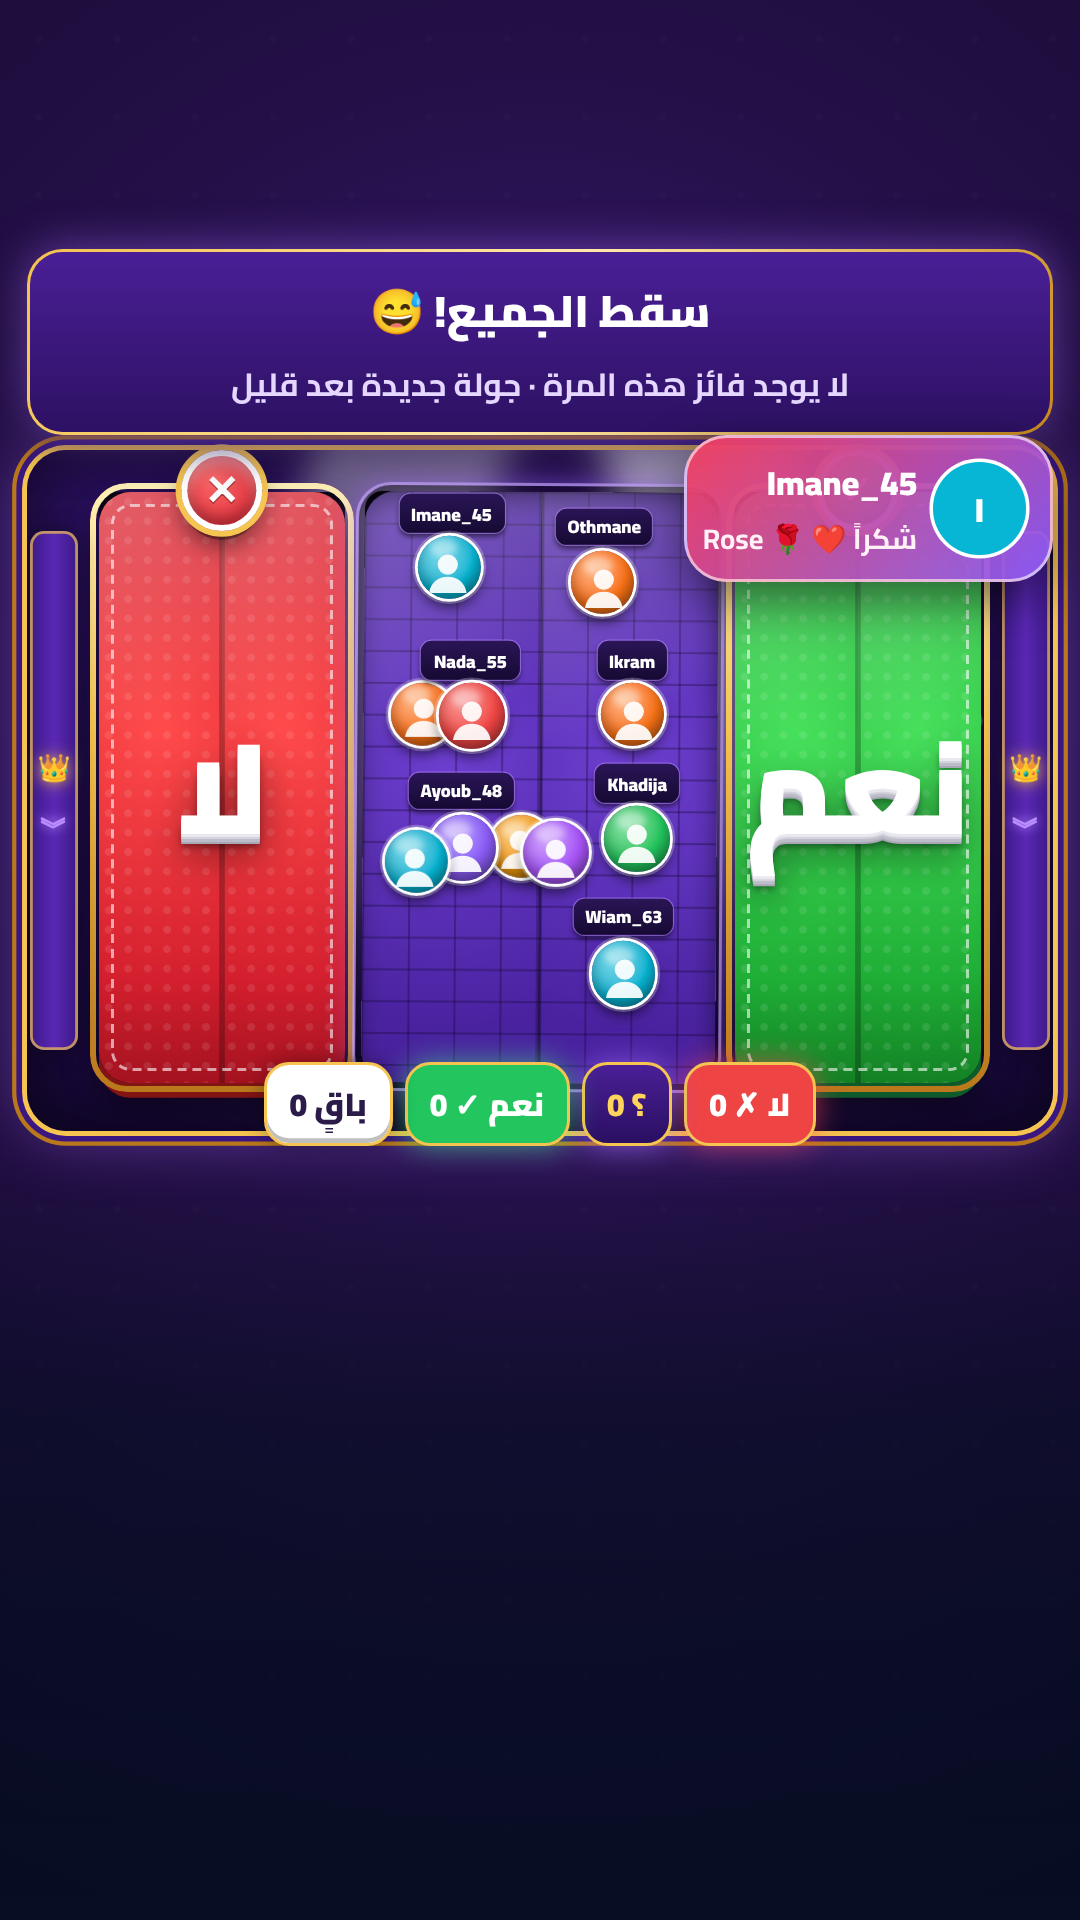 سقط الجميع! 😅
لا يوجد فائز هذه المرة · جولة جديدة بعد قليل
Imane_45
شكراً ❤️ 🌹 Rose
I
Imane_45
Othmane
Nada_55
Ikram
Ayoub_48
Khadija
Wiam_63
نعم
لا
لا ✗ 0
؟ 0
نعم ✓ 0
باقٍ 0